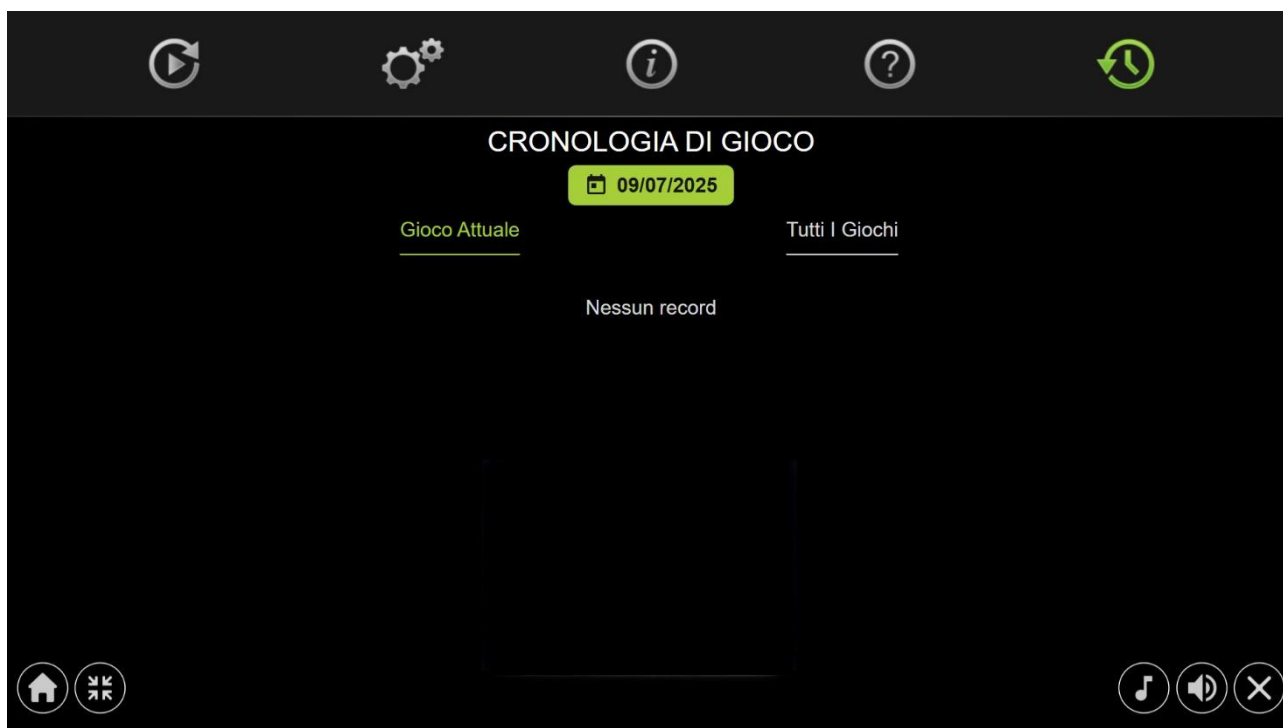 CRONOLOGIA DI GIOCO
09/07/2025
Gioco Attuale
Tutti I Giochi
Nessun record